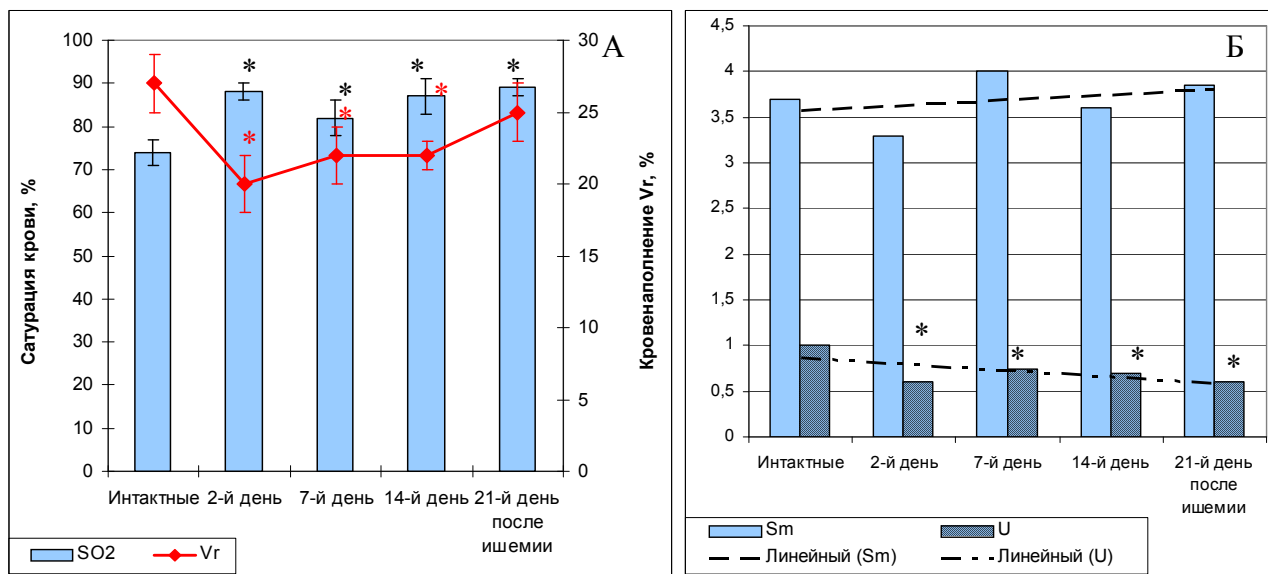 А
Сатурация крови, %
100
90
80
70
60
50
40
30
20
10
0
* * * *
* * *
30
25
20
15
10
5
0
Кровенаполнение Vr, %
Интактные 2-й день 7-й день 14-й день 21-й день
после
ишемии
SO2 Vr
Б
4,5
4
3,5
3
2,5
2
1,5
1
0,5
0
* * * *
Интактные 2-й день 7-й день 14-й день 21-й день
после
ишемии
Sm U
Линейный (Sm) Линейный (U)